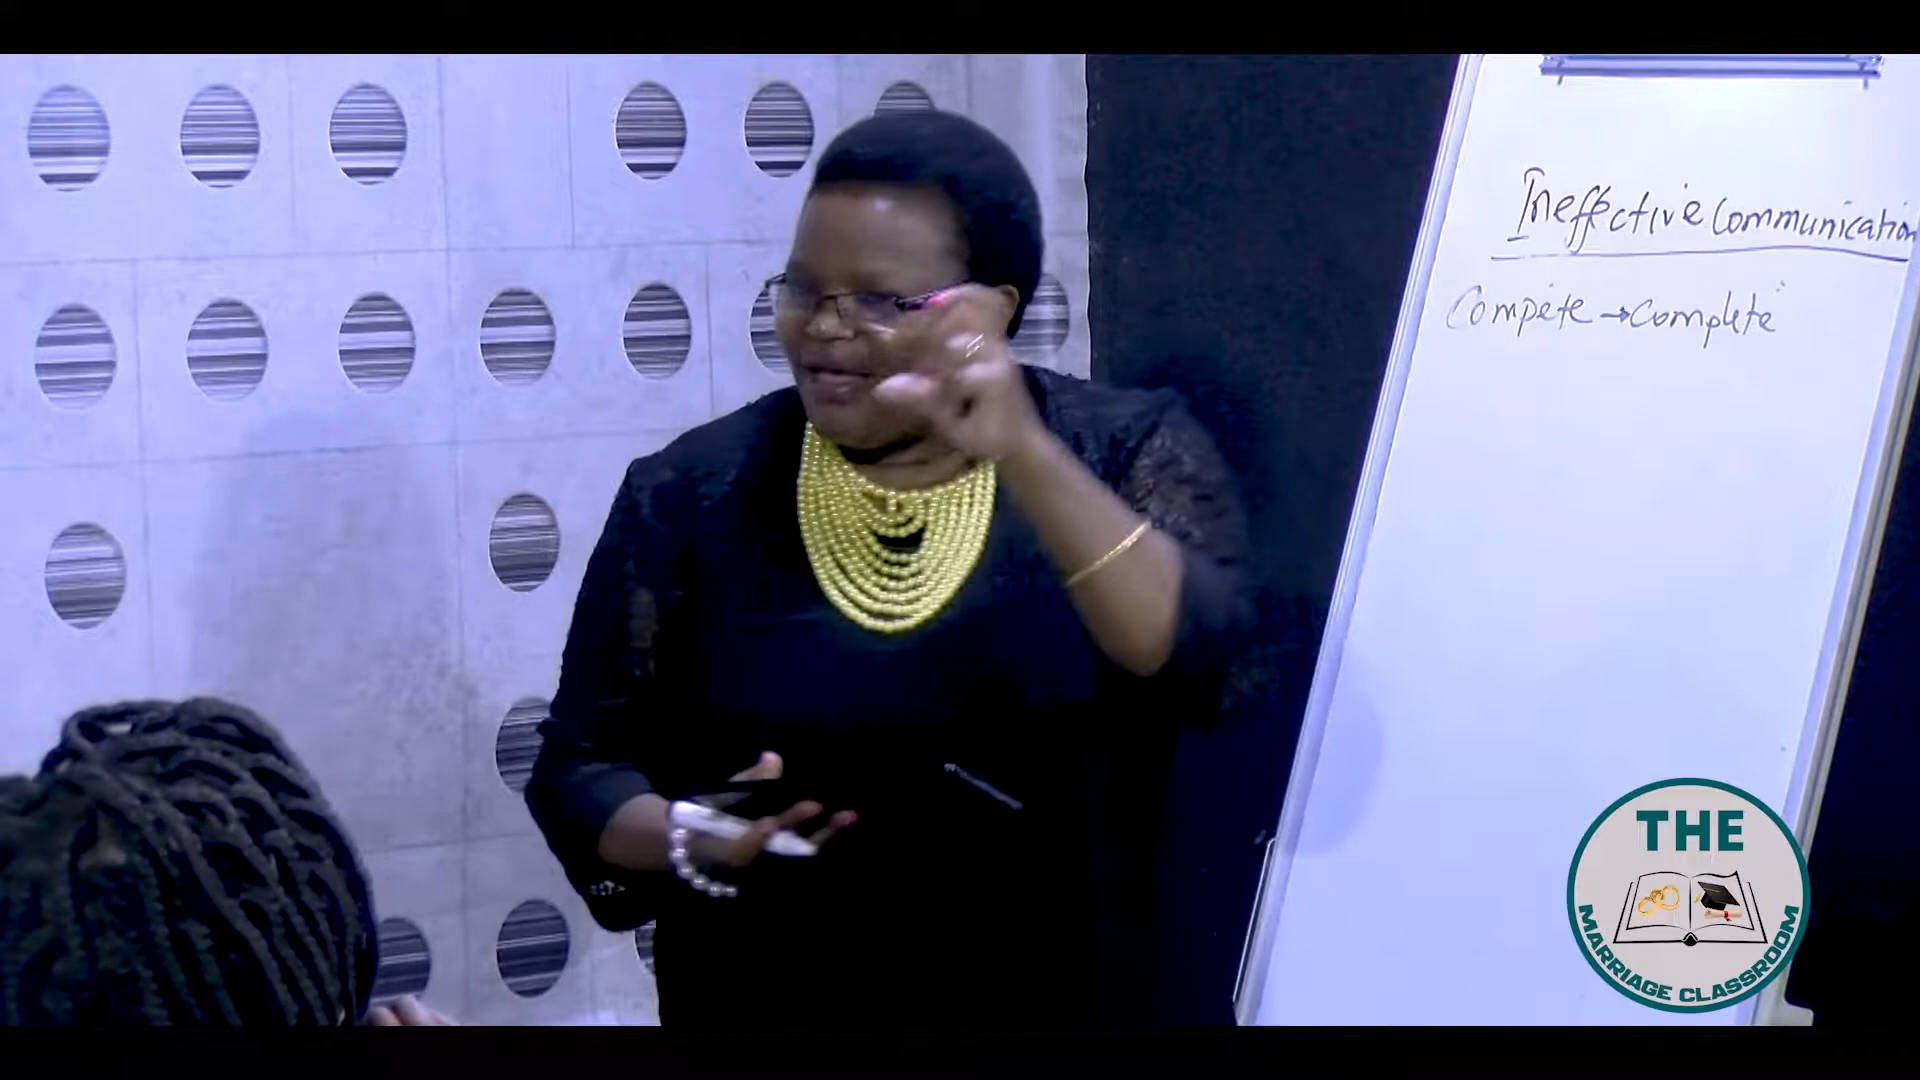 Ineffective Communication
Compete → Complete
THE
MARRIAGE CLASSROOM